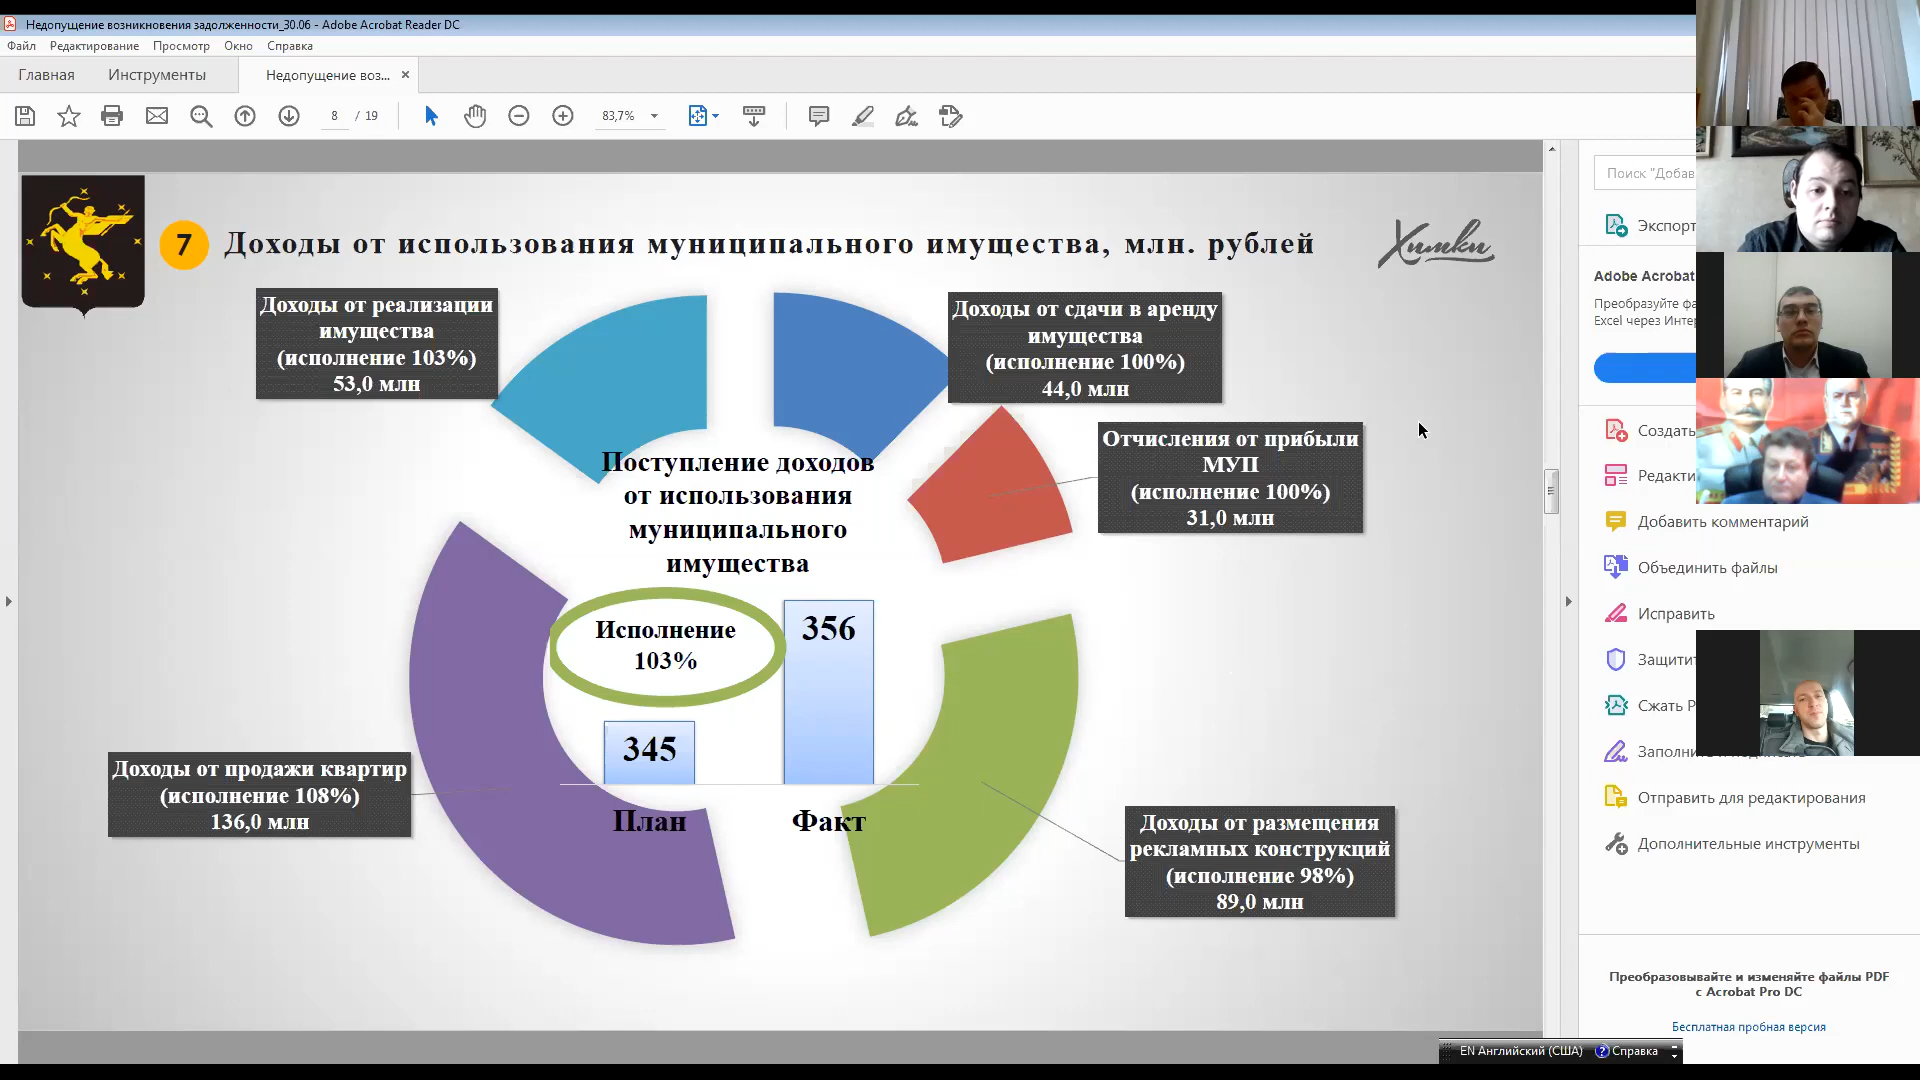 Недопущение возникновения задолженности_30.06 - Adobe Acrobat Reader DC
Файл Редактирование Просмотр Окно Справка
Главная Инструменты Недопущение воз... ×
8 / 19 83,7%
7 Доходы от использования муниципального имущества, млн. рублей
Химки
Доходы от реализации
имущества
(исполнение 103%)
53,0 млн
Доходы от сдачи в аренду
имущества
(исполнение 100%)
44,0 млн
Отчисления от прибыли
МУП
(исполнение 100%)
31,0 млн
Поступление доходов
от использования
муниципального
имущества
Исполнение
103%
356
345
План Факт
Доходы от продажи квартир
(исполнение 108%)
136,0 млн
Доходы от размещения
рекламных конструкций
(исполнение 98%)
89,0 млн
Поиск "Добав
Экспорт
Adobe Acrobat
Преобразуйте фа
Excel через Интер
Создать
Редакти
Добавить комментарий
Объединить файлы
Исправить
Защитит
Сжать P
Заполни
Отправить для редактирования
Дополнительные инструменты
Преобразовывайте и изменяйте файлы PDF
с Acrobat Pro DC
Бесплатная пробная версия
EN Английский (США) Справка